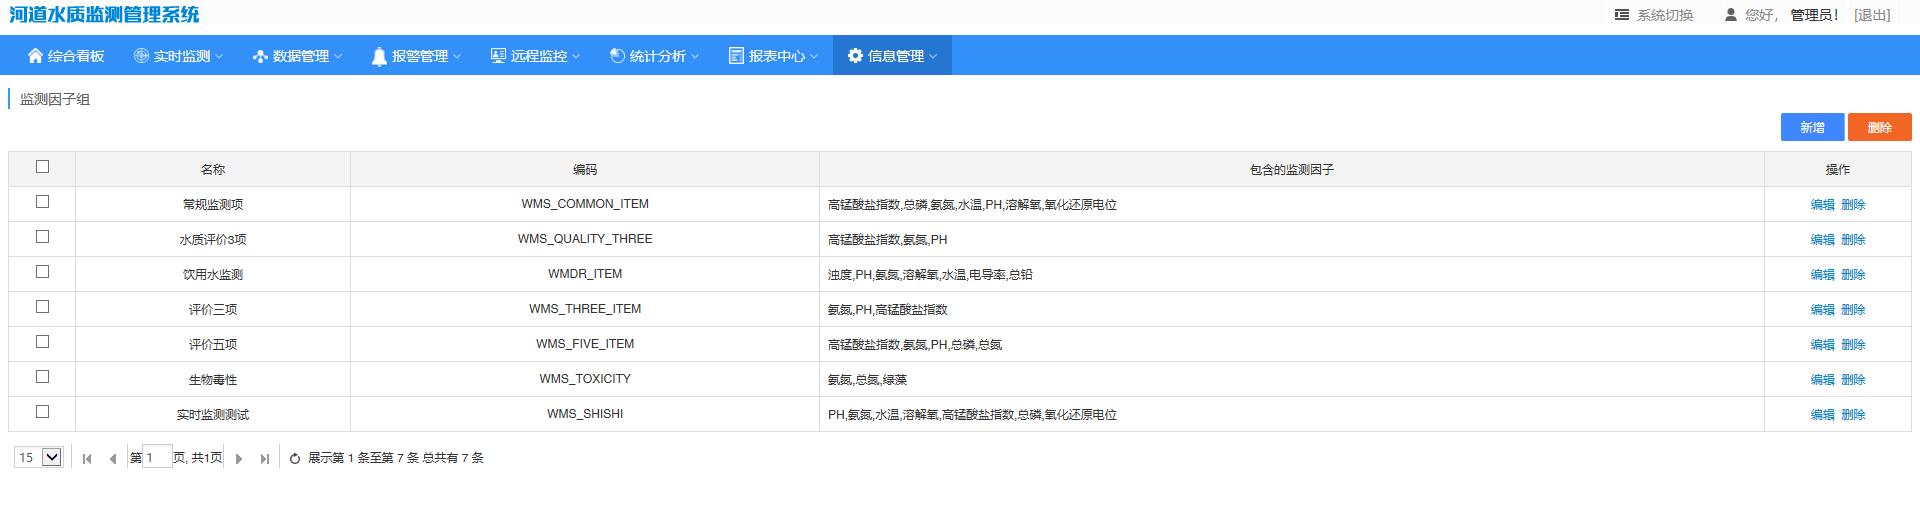 河道水质监测管理系统 系统切换 您好， 管理员! [退出]
综合看板 实时监测 数据管理 报警管理 远程监控 统计分析 报表中心 信息管理
监测因子组
新增 删除
名称 编码 包含的监测因子 操作
常规监测项 WMS_COMMON_ITEM 高锰酸盐指数,总磷,氨氮,水温,PH,溶解氧,氧化还原电位 编辑 删除
水质评价3项 WMS_QUALITY_THREE 高锰酸盐指数,氨氮,PH 编辑 删除
饮用水监测 WMDR_ITEM 浊度,PH,氨氮,溶解氧,水温,电导率,总铅 编辑 删除
评价三项 WMS_THREE_ITEM 氨氮,PH,高锰酸盐指数 编辑 删除
评价五项 WMS_FIVE_ITEM 高锰酸盐指数,氨氮,PH,总磷,总氮 编辑 删除
生物毒性 WMS_TOXICITY 氨氮,总氮,绿藻 编辑 删除
实时监测测试 WMS_SHISHI PH,氨氮,水温,溶解氧,高锰酸盐指数,总磷,氧化还原电位 编辑 删除
15 第 1 页, 共1页 展示第 1 条至第 7 条 总共有 7 条